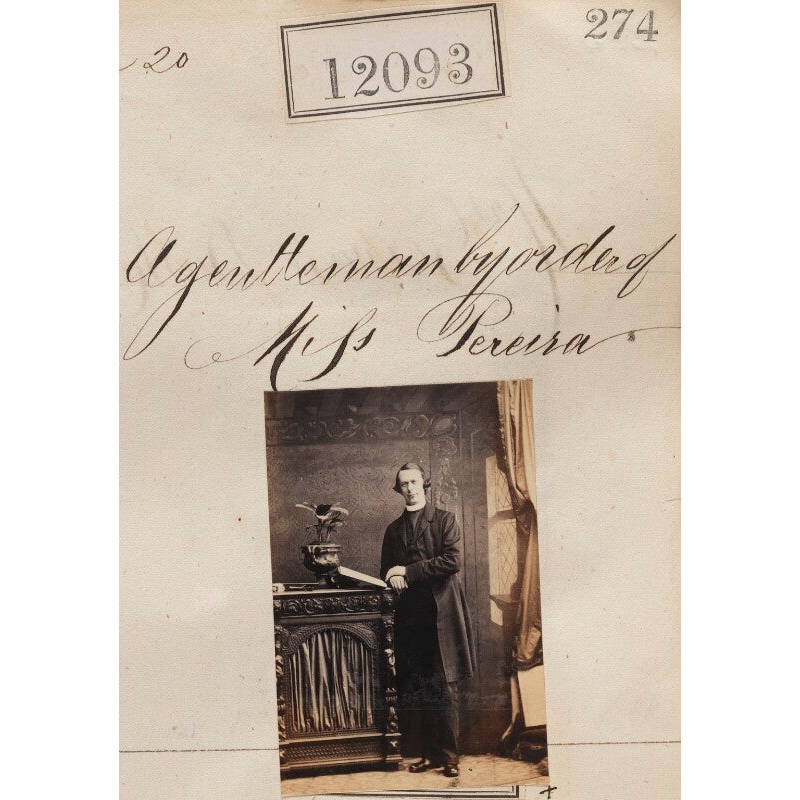 274
20
12093
A gentleman by order of
Miss Pereira